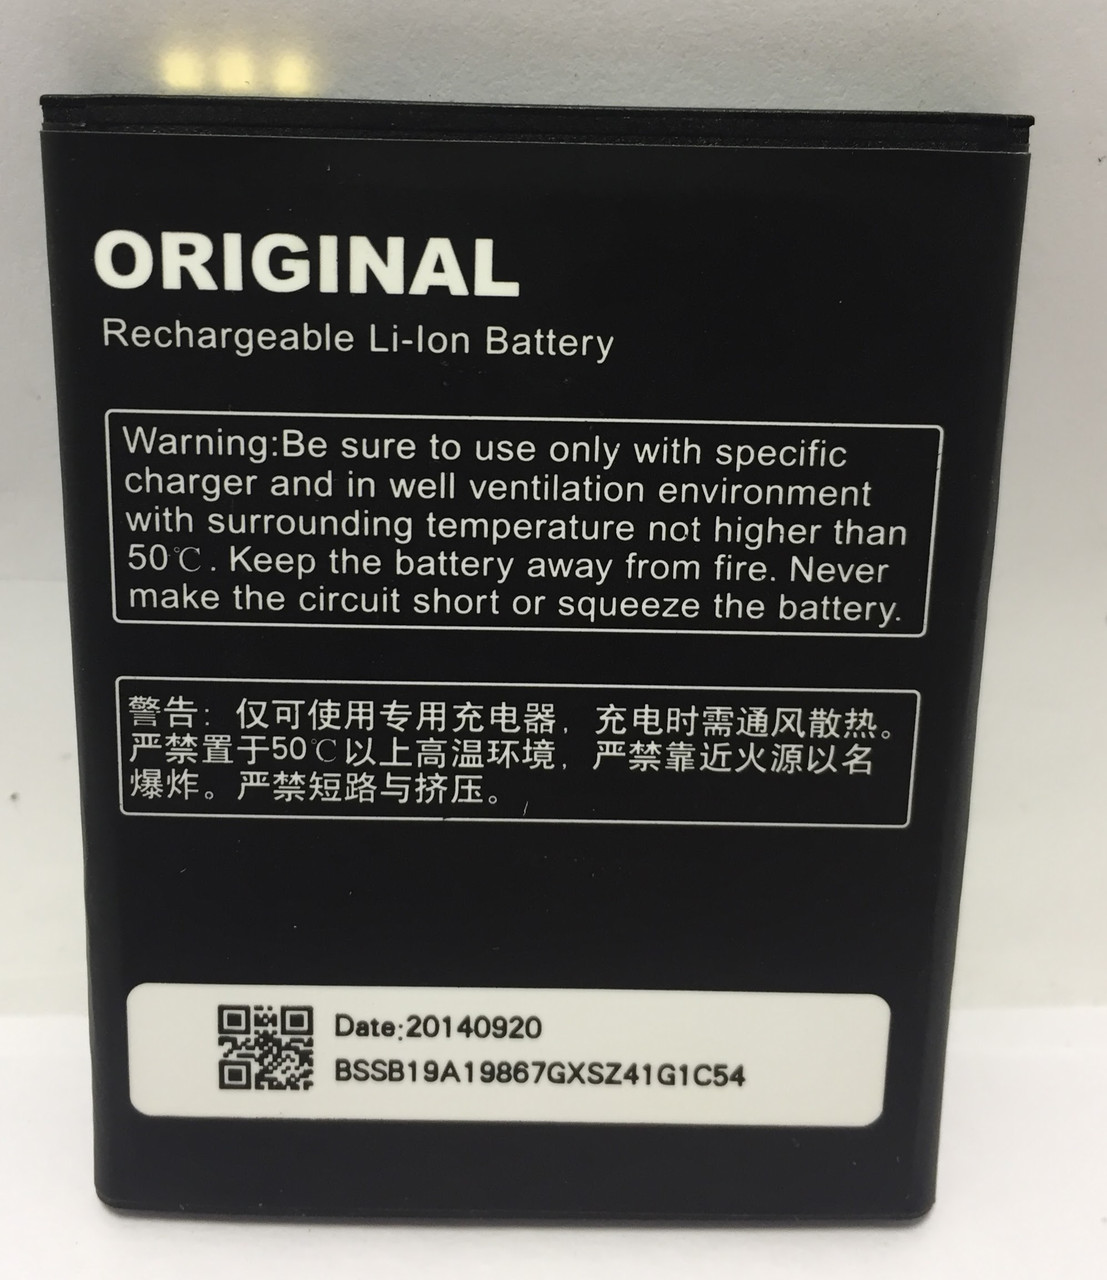 ORIGINAL
Rechargeable Li-Ion Battery
Warning:Be sure to use only with specific
charger and in well ventilation environment
with surrounding temperature not higher than
50℃. Keep the battery away from fire. Never
make the circuit short or squeeze the battery.
警告：仅可使用专用充电器，充电时需通风散热。
严禁置于50℃以上高温环境，严禁靠近火源以名
爆炸。严禁短路与挤压。
Date:20140920
BSSB19A19867GXSZ41G1C54